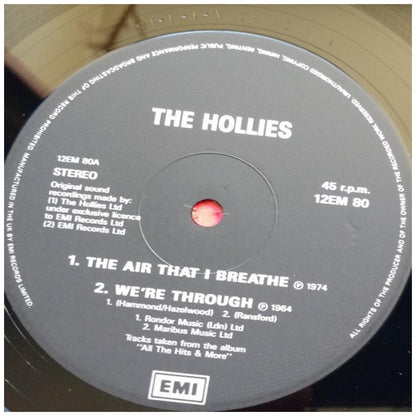 UNAUTHORISED COPYING, HIRING, RENTING, PUBLIC PERFORMANCE AND BROADCASTING OF THIS RECORD PROHIBITED. MANUFACTURED IN THE UK BY EMI RECORDS LIMITED
ALL RIGHTS OF THE PRODUCER AND OF THE OWNER OF THE RECORDED WORK RESERVED.
THE HOLLIES
12EM 80A
STEREO
Original sound
recordings made by:
(1) The Hollies Ltd
under exclusive licence
to EMI Records Ltd
(2) EMI Records Ltd
45 r.p.m.
12EM 80
1. THE AIR THAT I BREATHE ℗ 1974
2. WE'RE THROUGH ℗ 1964
1. (Hammond/Hazelwood) 2. (Ransford)
1. Rondor Music (Ldn) Ltd
2. Maribus Music Ltd
Tracks taken from the album
"All The Hits & More"
EMI